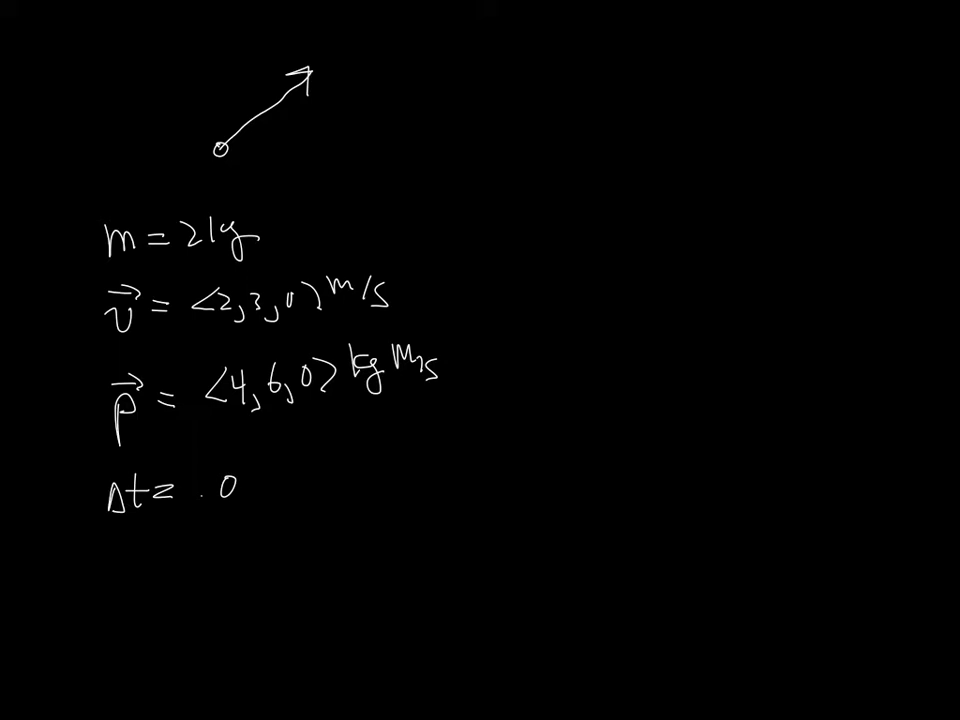 m = 2 kg
v⃗ = <2, 3, 0> m/s
p⃗ = <4, 6, 0> kg m/s
Δt = .0